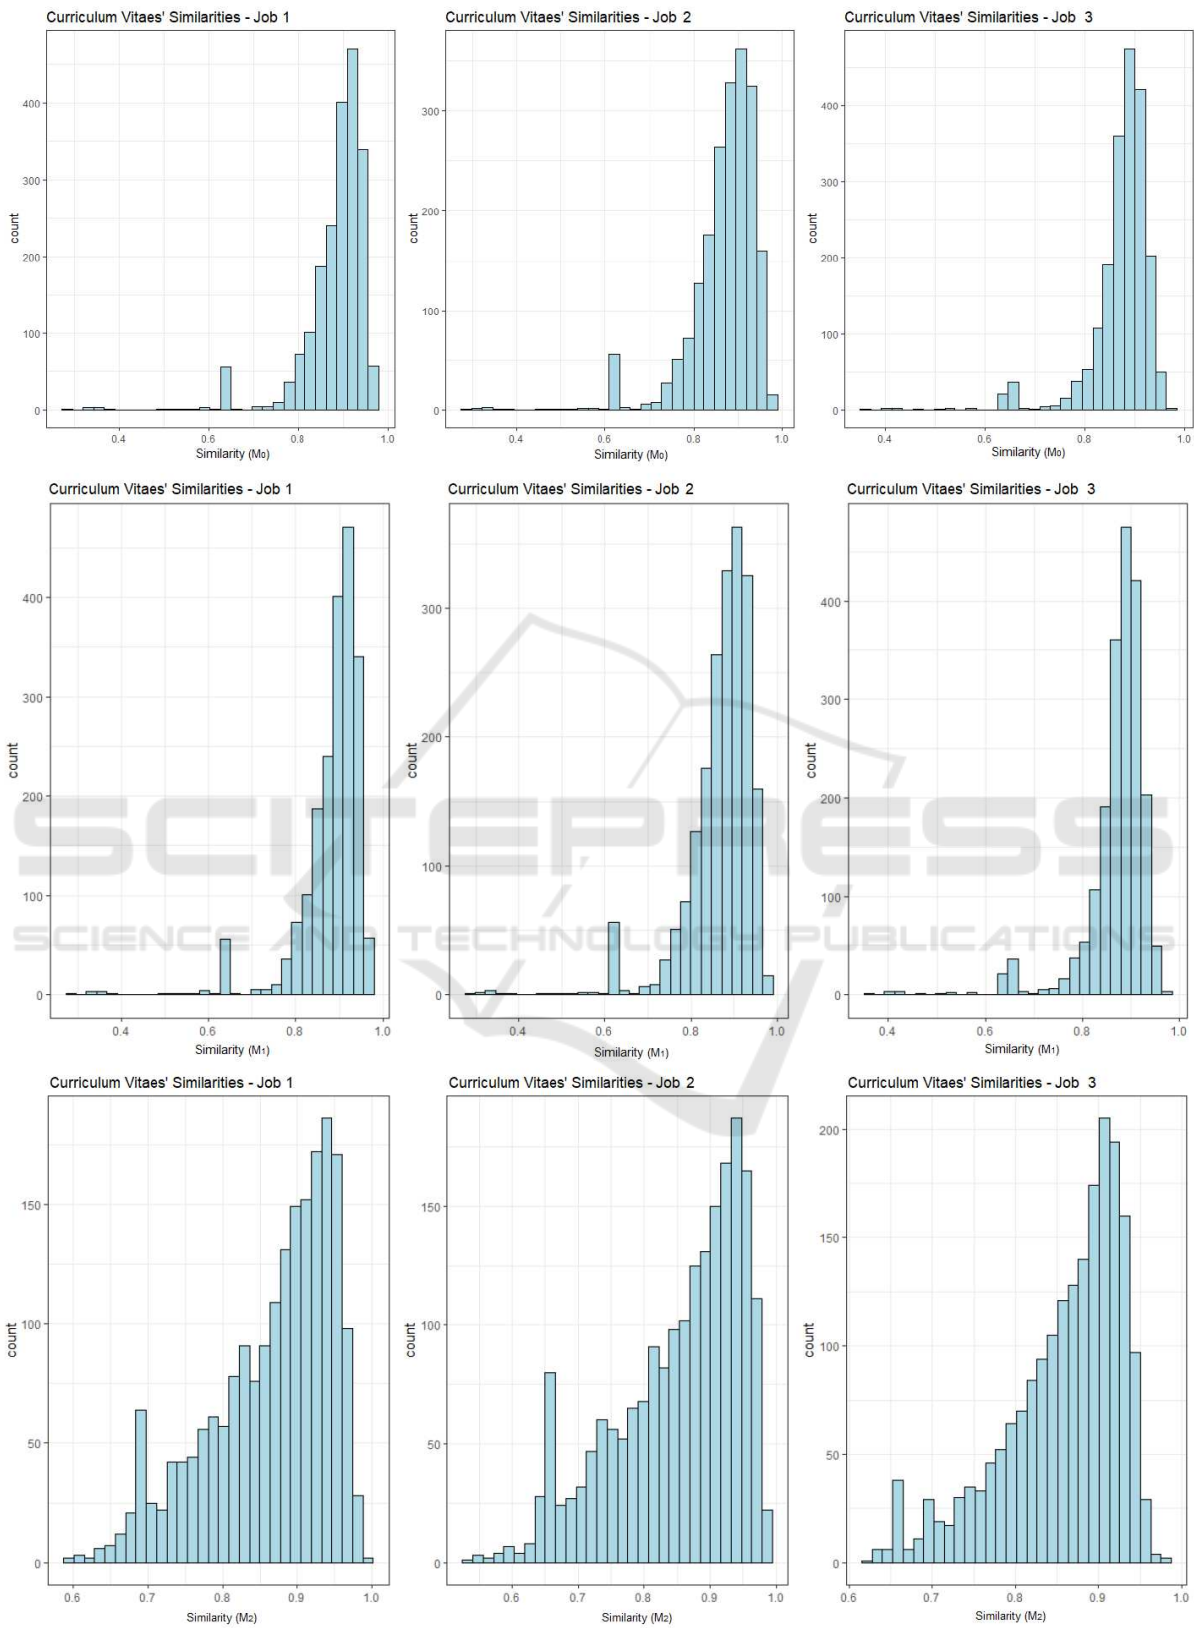 Curriculum Vitaes' Similarities - Job 1
400
300
200
100
0
count
0.4 0.6 0.8 1.0
Similarity (M0)
Curriculum Vitaes' Similarities - Job 2
300
200
100
0
count
0.4 0.6 0.8 1.0
Similarity (M0)
Curriculum Vitaes' Similarities - Job 3
400
300
200
100
0
count
0.4 0.6 0.8 1.0
Similarity (M0)
Curriculum Vitaes' Similarities - Job 1
400
300
200
100
0
count
0.4 0.6 0.8 1.0
Similarity (M1)
Curriculum Vitaes' Similarities - Job 2
300
200
100
0
count
0.4 0.6 0.8 1.0
Similarity (M1)
Curriculum Vitaes' Similarities - Job 3
400
300
200
100
0
count
0.4 0.6 0.8 1.0
Similarity (M1)
SCITEPRESS
SCIENCE AND TECHNOLOGY PUBLICATIONS
Curriculum Vitaes' Similarities - Job 1
150
100
50
0
count
0.6 0.7 0.8 0.9 1.0
Similarity (M2)
Curriculum Vitaes' Similarities - Job 2
150
100
50
0
count
0.6 0.7 0.8 0.9 1.0
Similarity (M2)
Curriculum Vitaes' Similarities - Job 3
200
150
100
50
0
count
0.6 0.7 0.8 0.9 1.0
Similarity (M2)